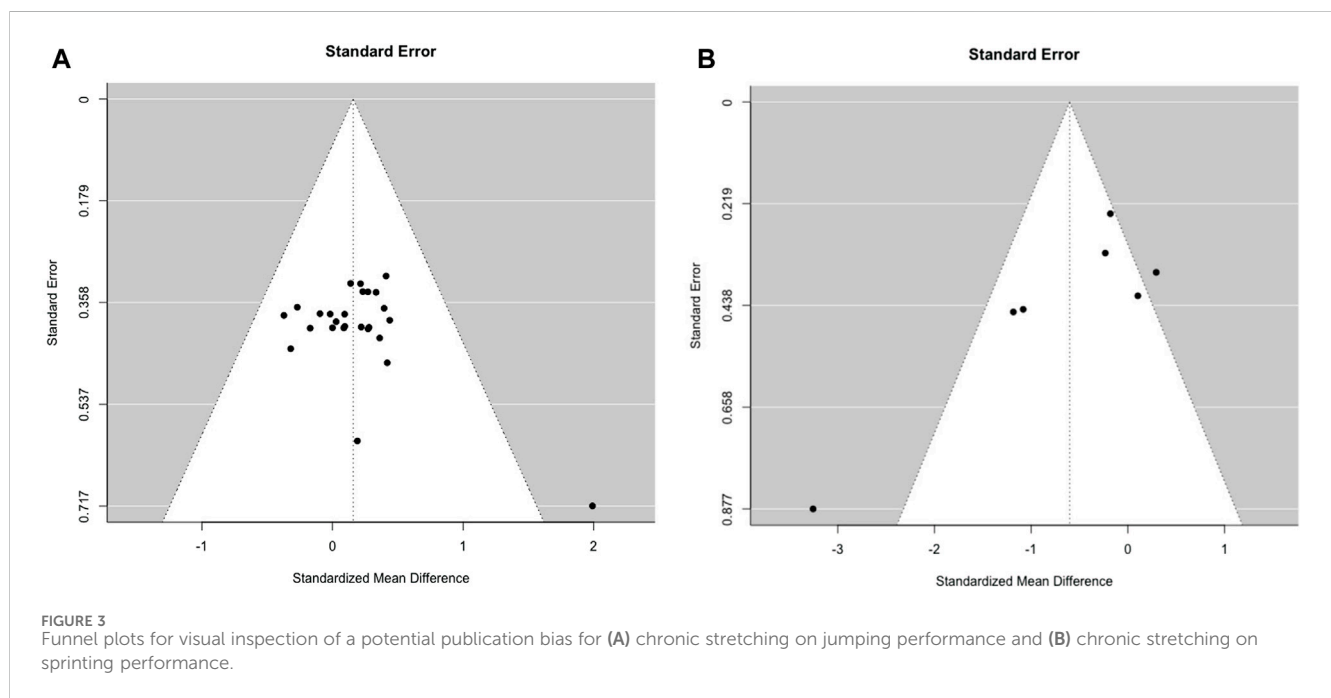 A
Standard Error
0
0.179
0.358
0.537
0.717
Standard Error
-1
0
1
2
Standardized Mean Difference
B
Standard Error
0
0.219
0.438
0.658
0.877
Standard Error
-3
-2
-1
0
1
Standardized Mean Difference
FIGURE 3
Funnel plots for visual inspection of a potential publication bias for (A) chronic stretching on jumping performance and (B) chronic stretching on
sprinting performance.